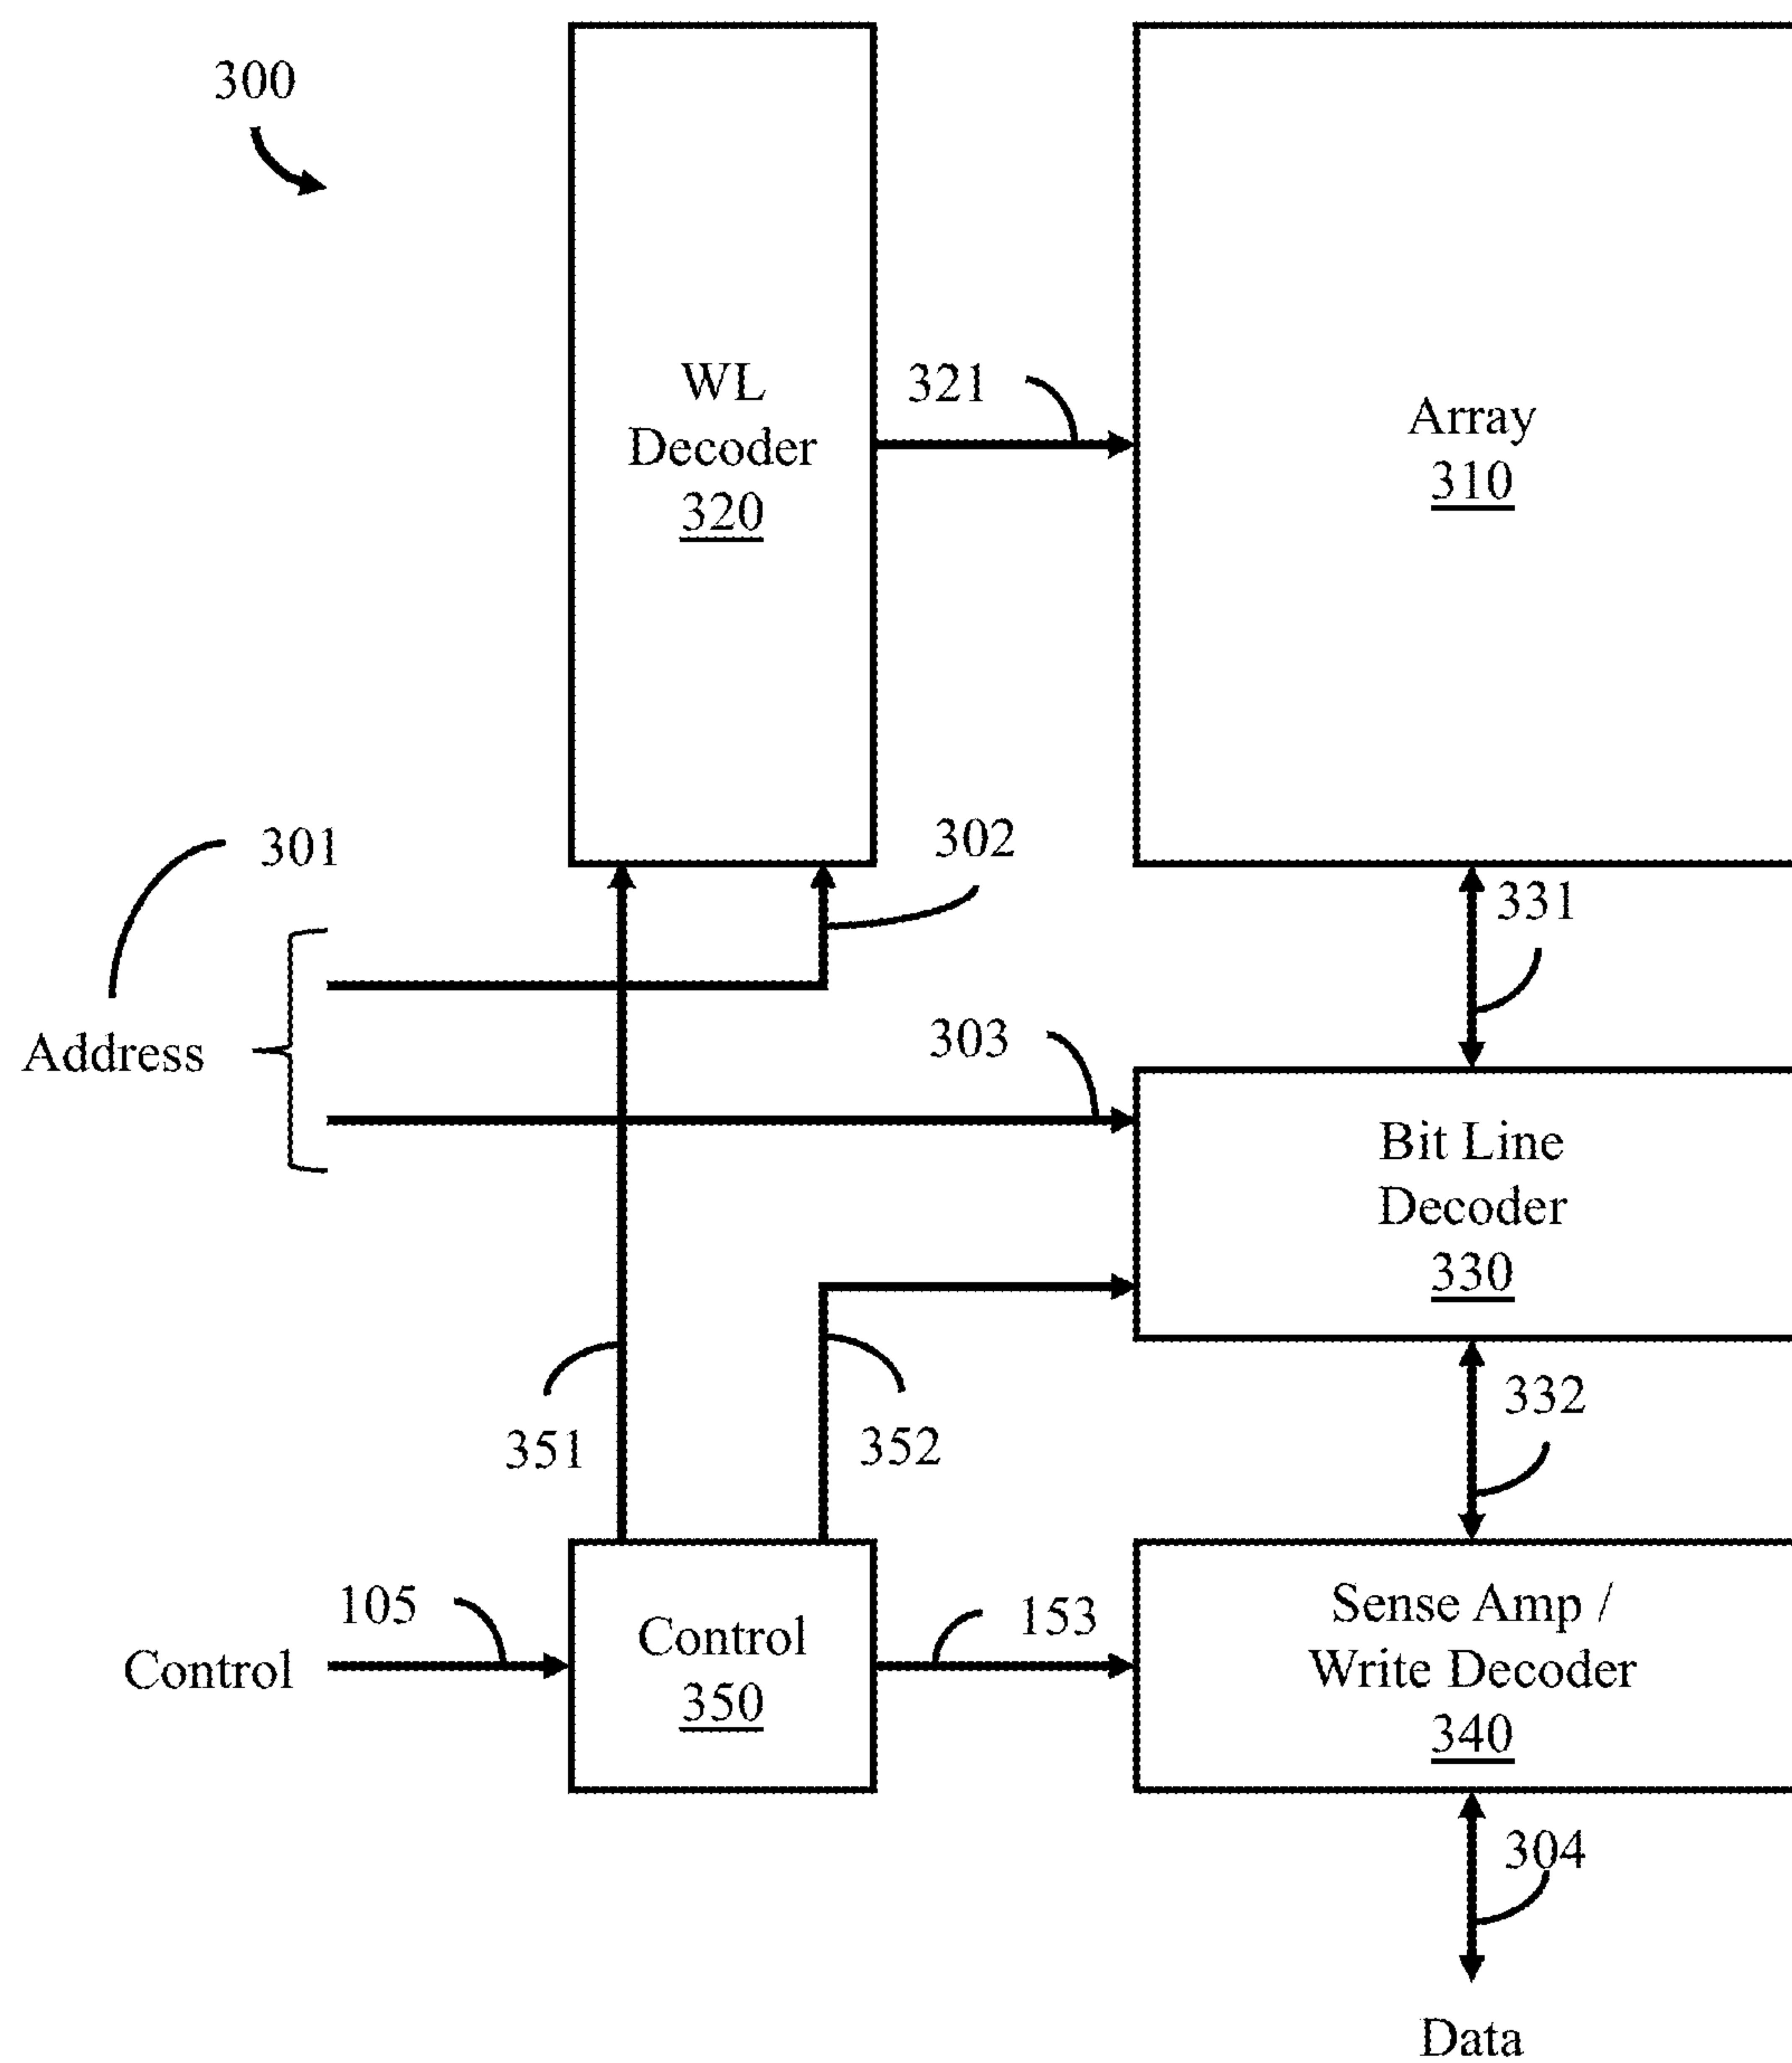 300
WL
Decoder
320
321
Array
310
301
302
331
Address
303
Bit Line
Decoder
330
351
352
332
Control
105
Control
350
153
Sense Amp /
Write Decoder
340
304
Data